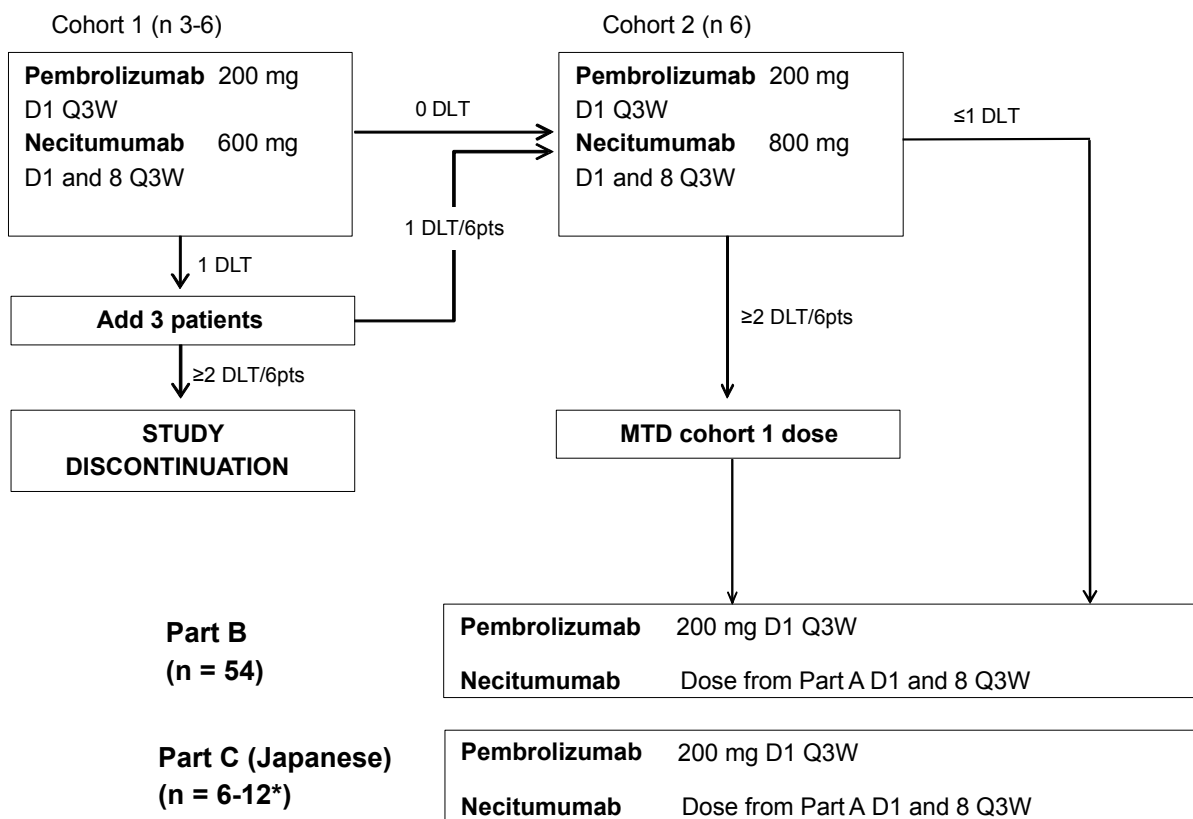 Cohort 1 (n 3-6)
Cohort 2 (n 6)
Pembrolizumab 200 mg
D1 Q3W
Necitumumab 600 mg
D1 and 8 Q3W
0 DLT
Pembrolizumab 200 mg
D1 Q3W
Necitumumab 800 mg
D1 and 8 Q3W
≤1 DLT
1 DLT/6pts
1 DLT
Add 3 patients
≥2 DLT/6pts
≥2 DLT/6pts
STUDY
DISCONTINUATION
MTD cohort 1 dose
Part B
(n = 54)
Pembrolizumab 200 mg D1 Q3W
Necitumumab Dose from Part A D1 and 8 Q3W
Part C (Japanese)
(n = 6-12*)
Pembrolizumab 200 mg D1 Q3W
Necitumumab Dose from Part A D1 and 8 Q3W